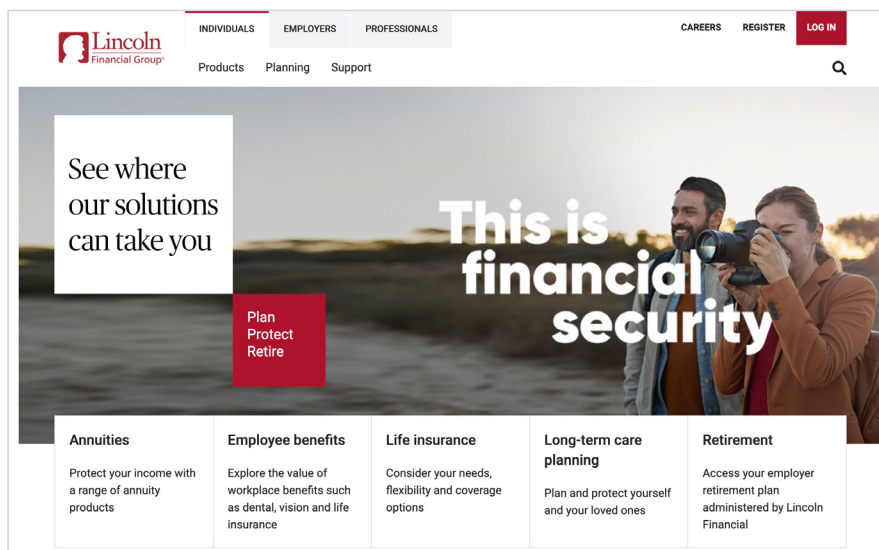 Lincoln
Financial Group®
INDIVIDUALS
EMPLOYERS
PROFESSIONALS
CAREERS
REGISTER
LOG IN
Products
Planning
Support
See where
our solutions
can take you
This is
financial
security
Plan
Protect
Retire
Annuities
Protect your income with
a range of annuity
products
Employee benefits
Explore the value of
workplace benefits such
as dental, vision and life
insurance
Life insurance
Consider your needs,
flexibility and coverage
options
Long-term care
planning
Plan and protect yourself
and your loved ones
Retirement
Access your employer
retirement plan
administered by Lincoln
Financial